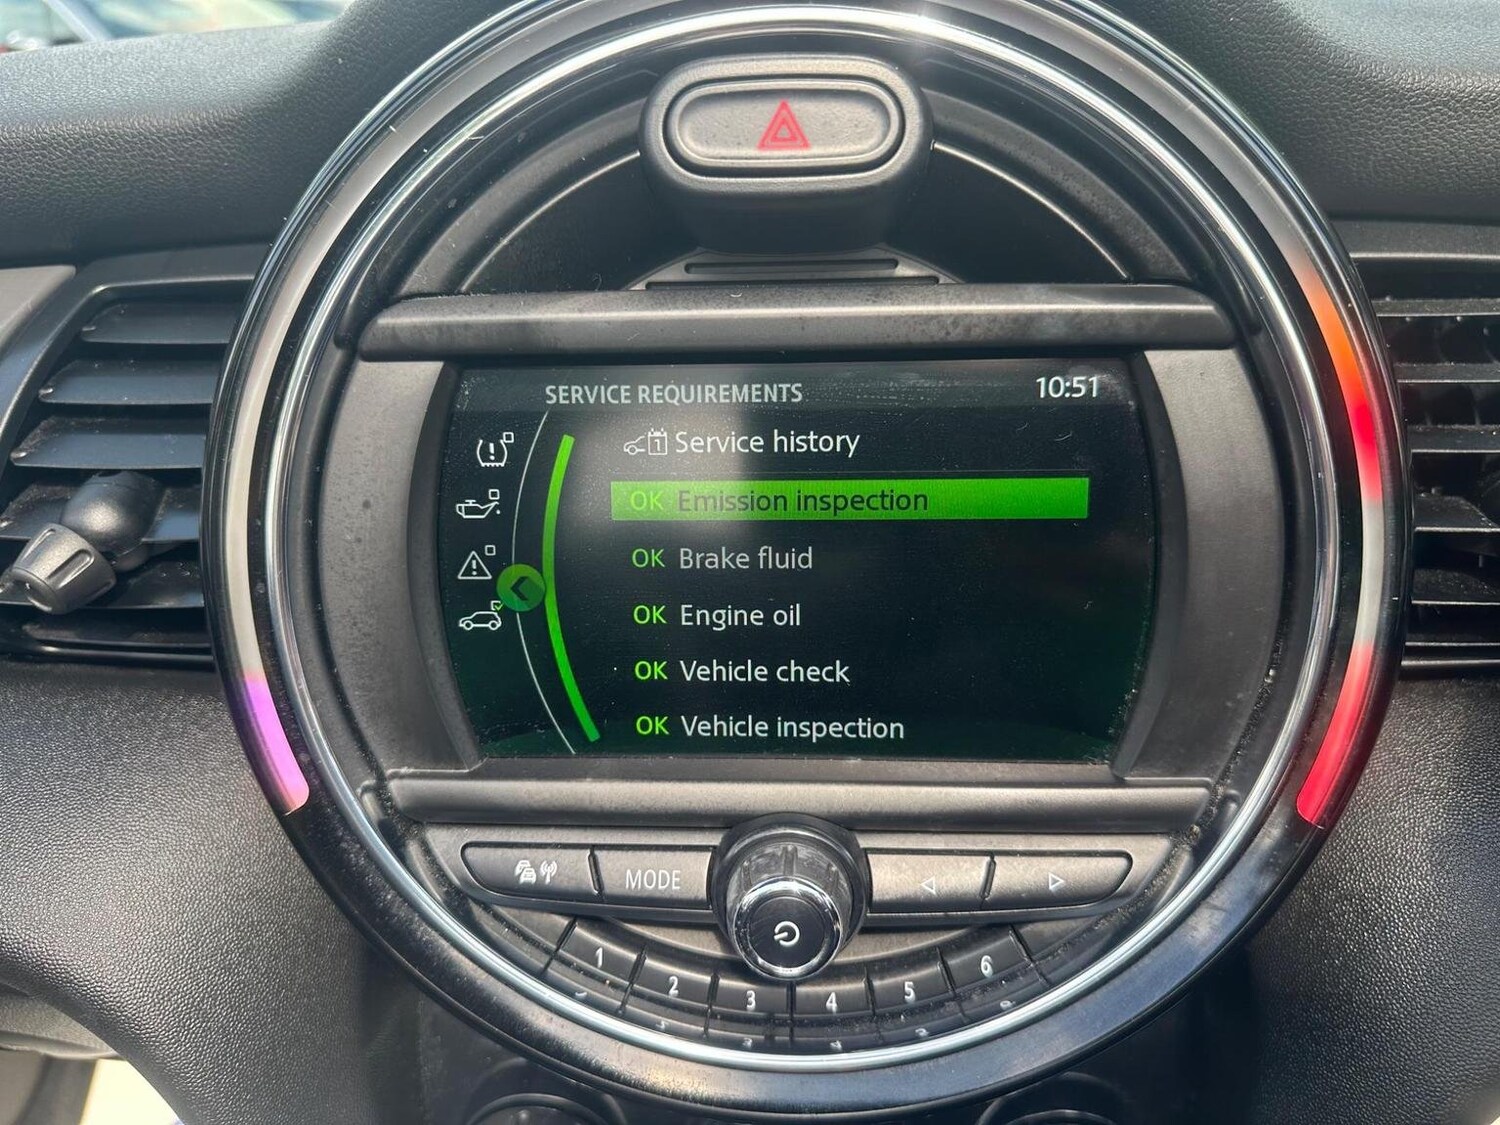 SERVICE REQUIREMENTS 10:51
1 Service history
OK Emission inspection
OK Brake fluid
OK Engine oil
OK Vehicle check
OK Vehicle inspection
MODE
1 2 3 4 5 6